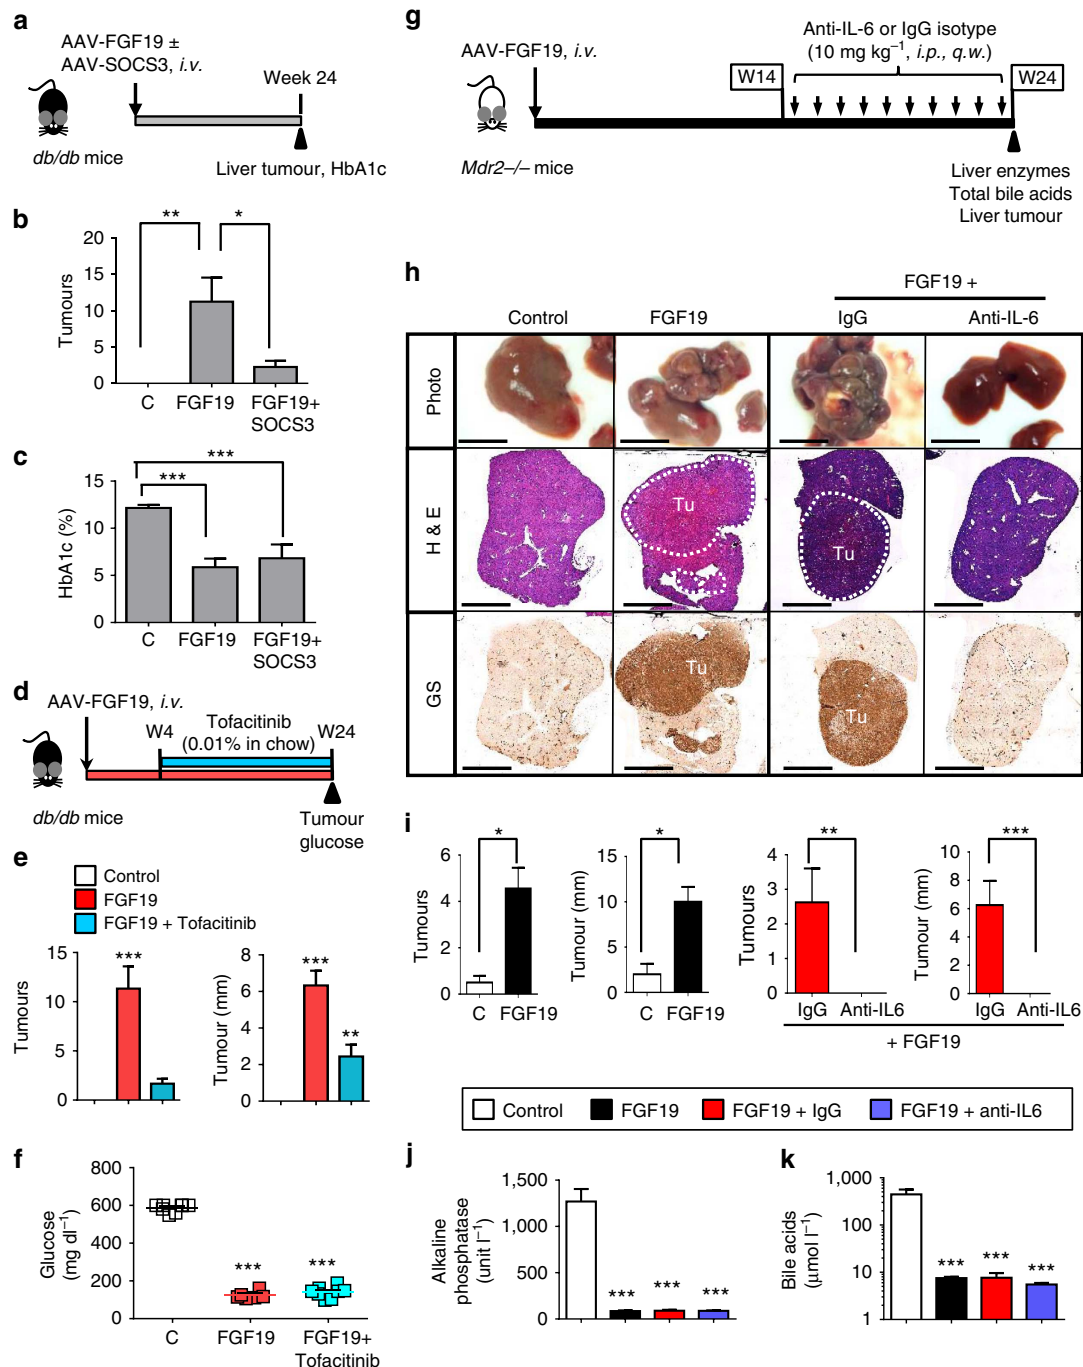 a
AAV-FGF19 ±
AAV-SOCS3, i.v.
Week 24
db/db mice
Liver tumour, HbA1c
b
**
*
20
15
10
5
0
Tumours
C
FGF19
FGF19+
SOCS3
c
***
***
15
10
5
0
HbA1c (%)
C
FGF19
FGF19+
SOCS3
d
AAV-FGF19, i.v.
W4
Tofacitinib
(0.01% in chow)
W24
db/db mice
Tumour
glucose
e
Control
FGF19
FGF19 + Tofacitinib
15
10
5
0
Tumours
***
8
6
4
2
0
Tumour (mm)
***
**
f
800
600
400
200
0
Glucose
(mg dl⁻¹)
***
***
C
FGF19
FGF19+
Tofacitinib
g
AAV-FGF19, i.v.
Anti-IL-6 or IgG isotype
(10 mg kg⁻¹, i.p., q.w.)
W14
W24
Mdr2–/– mice
Liver enzymes
Total bile acids
Liver tumour
h
FGF19 +
Control
FGF19
IgG
Anti-IL-6
Photo
H & E
Tu
Tu
GS
Tu
Tu
i
*
6
4
2
0
Tumours
C
FGF19
*
15
10
5
0
Tumour (mm)
C
FGF19
**
4
3
2
1
0
Tumours
IgG
Anti-IL6
***
10
8
6
4
2
0
Tumour (mm)
IgG
Anti-IL6
+ FGF19
Control
FGF19
FGF19 + IgG
FGF19 + anti-IL6
j
1,500
1,000
500
0
Alkaline
phosphatase
(unit l⁻¹)
***
***
***
k
1,000
100
10
1
Bile acids
(µmol l⁻¹)
***
***
***